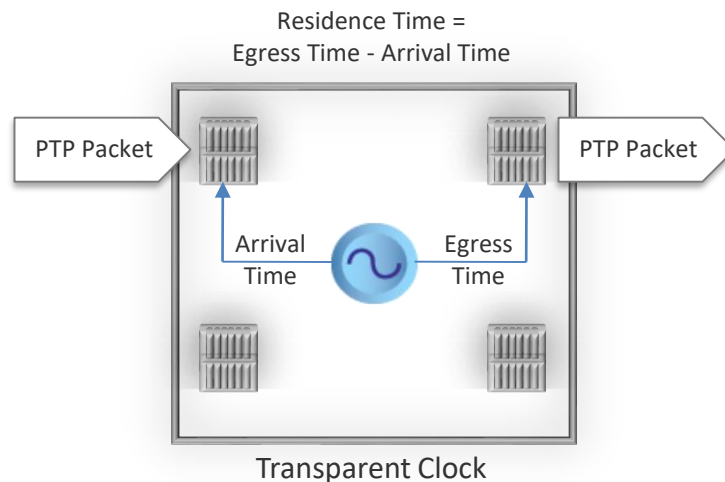 Residence Time =
Egress Time - Arrival Time
PTP Packet
PTP Packet
Arrival
Time
Egress
Time
Transparent Clock